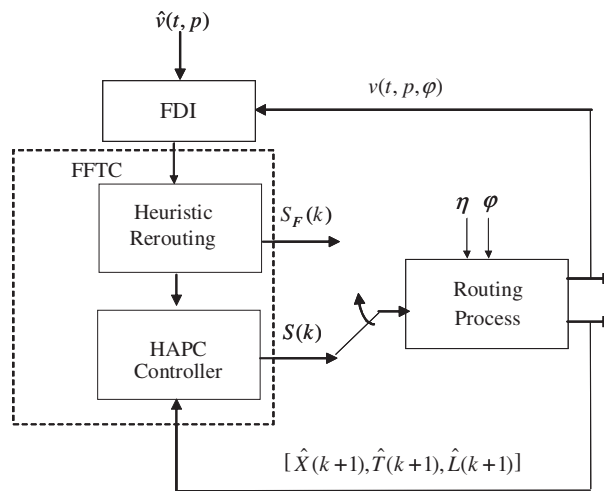 v̂(t, p)
FDI
v(t, p, φ)
FFTC
Heuristic
Rerouting
S_F(k)
η φ
Routing
Process
HAPC
Controller
S(k)
[X̂(k+1), T̂(k+1), L̂(k+1)]